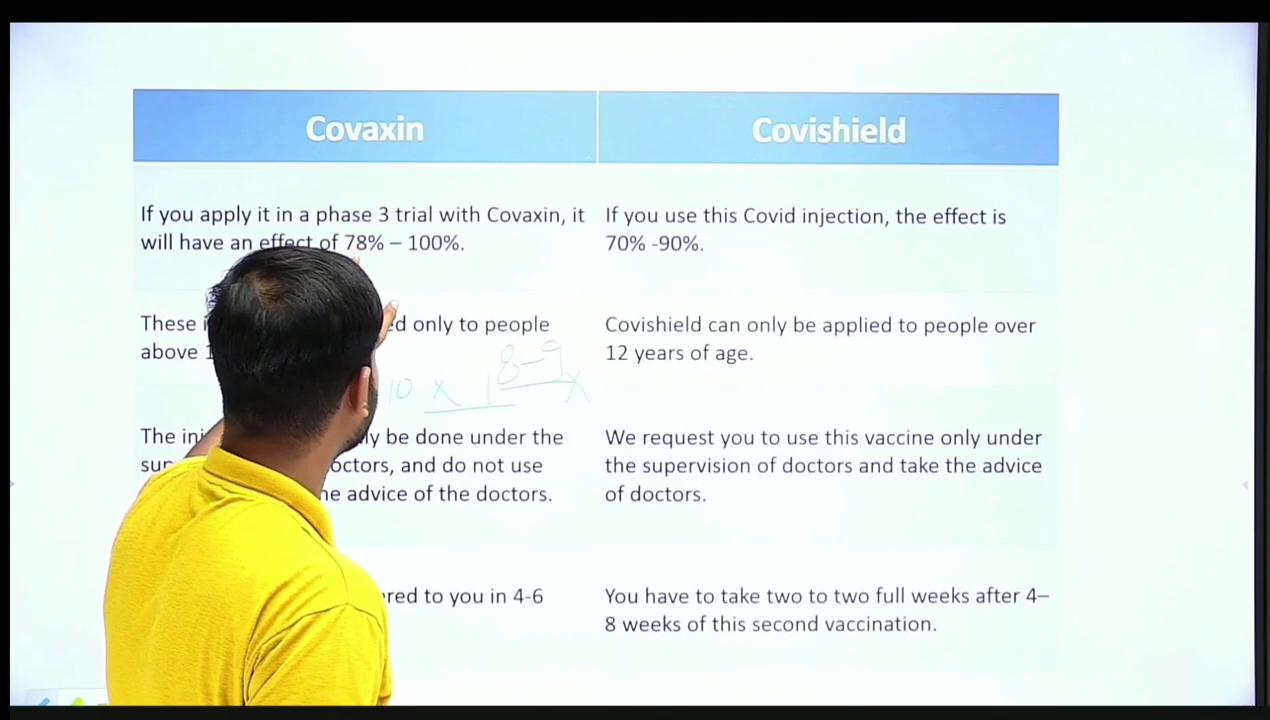 Covaxin
Covishield
If you apply it in a phase 3 trial with Covaxin, it
will have an effect of 78% – 100%.
If you use this Covid injection, the effect is
70% -90%.
These
only to people
above
Covishield can only be applied to people over
12 years of age.
8-9
10 x 1 x
The
be done under the
and do not use
advice of the doctors.
We request you to use this vaccine only under
the supervision of doctors and take the advice
of doctors.
to you in 4-6
You have to take two to two full weeks after 4–
8 weeks of this second vaccination.